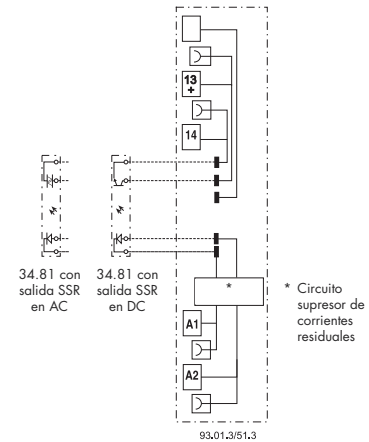 13
+
14
34.81 con
salida SSR
en AC
34.81 con
salida SSR
en DC
*
* Circuito
supresor de
corrientes
residuales
A1
A2
93.01.3/51.3